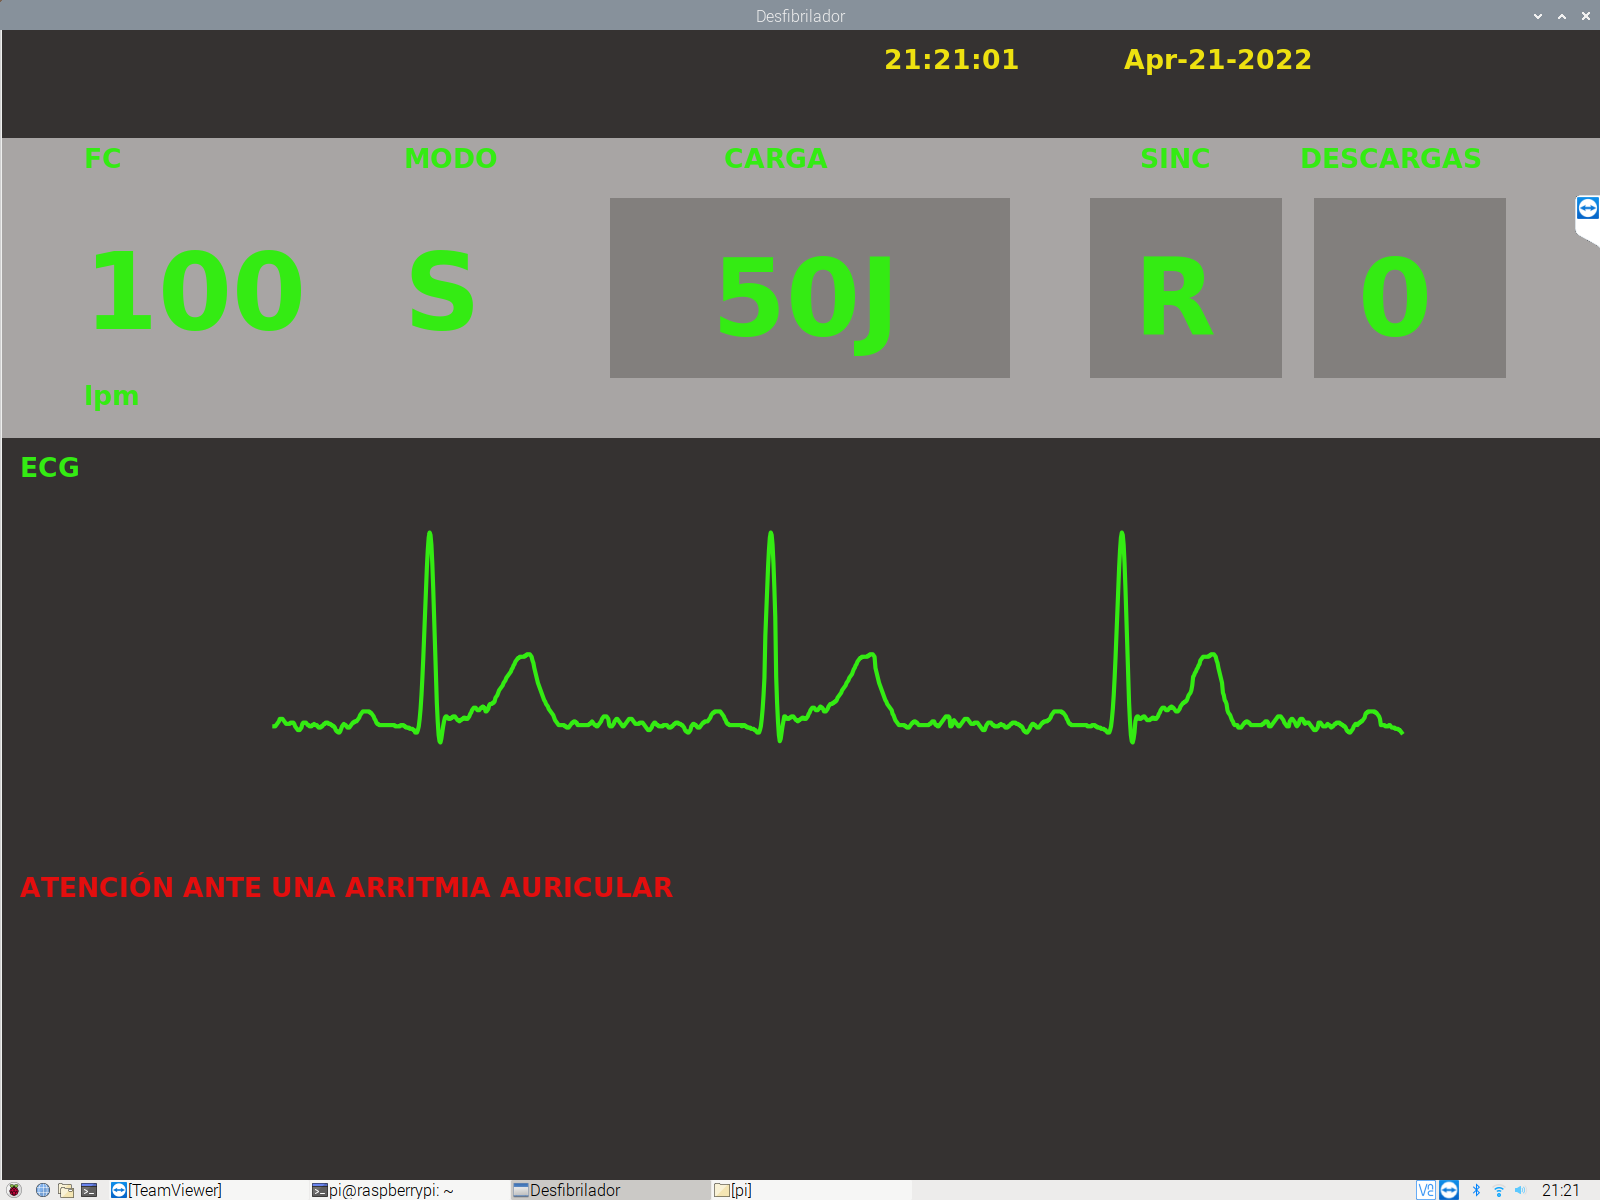 Desfibrilador
21:21:01 Apr-21-2022
FC MODO CARGA SINC DESCARGAS
100 S 50J R 0
lpm
ECG
ATENCIÓN ANTE UNA ARRITMIA AURICULAR
[TeamViewer] pi@raspberrypi: ~ Desfibrilador [pi] 21:21